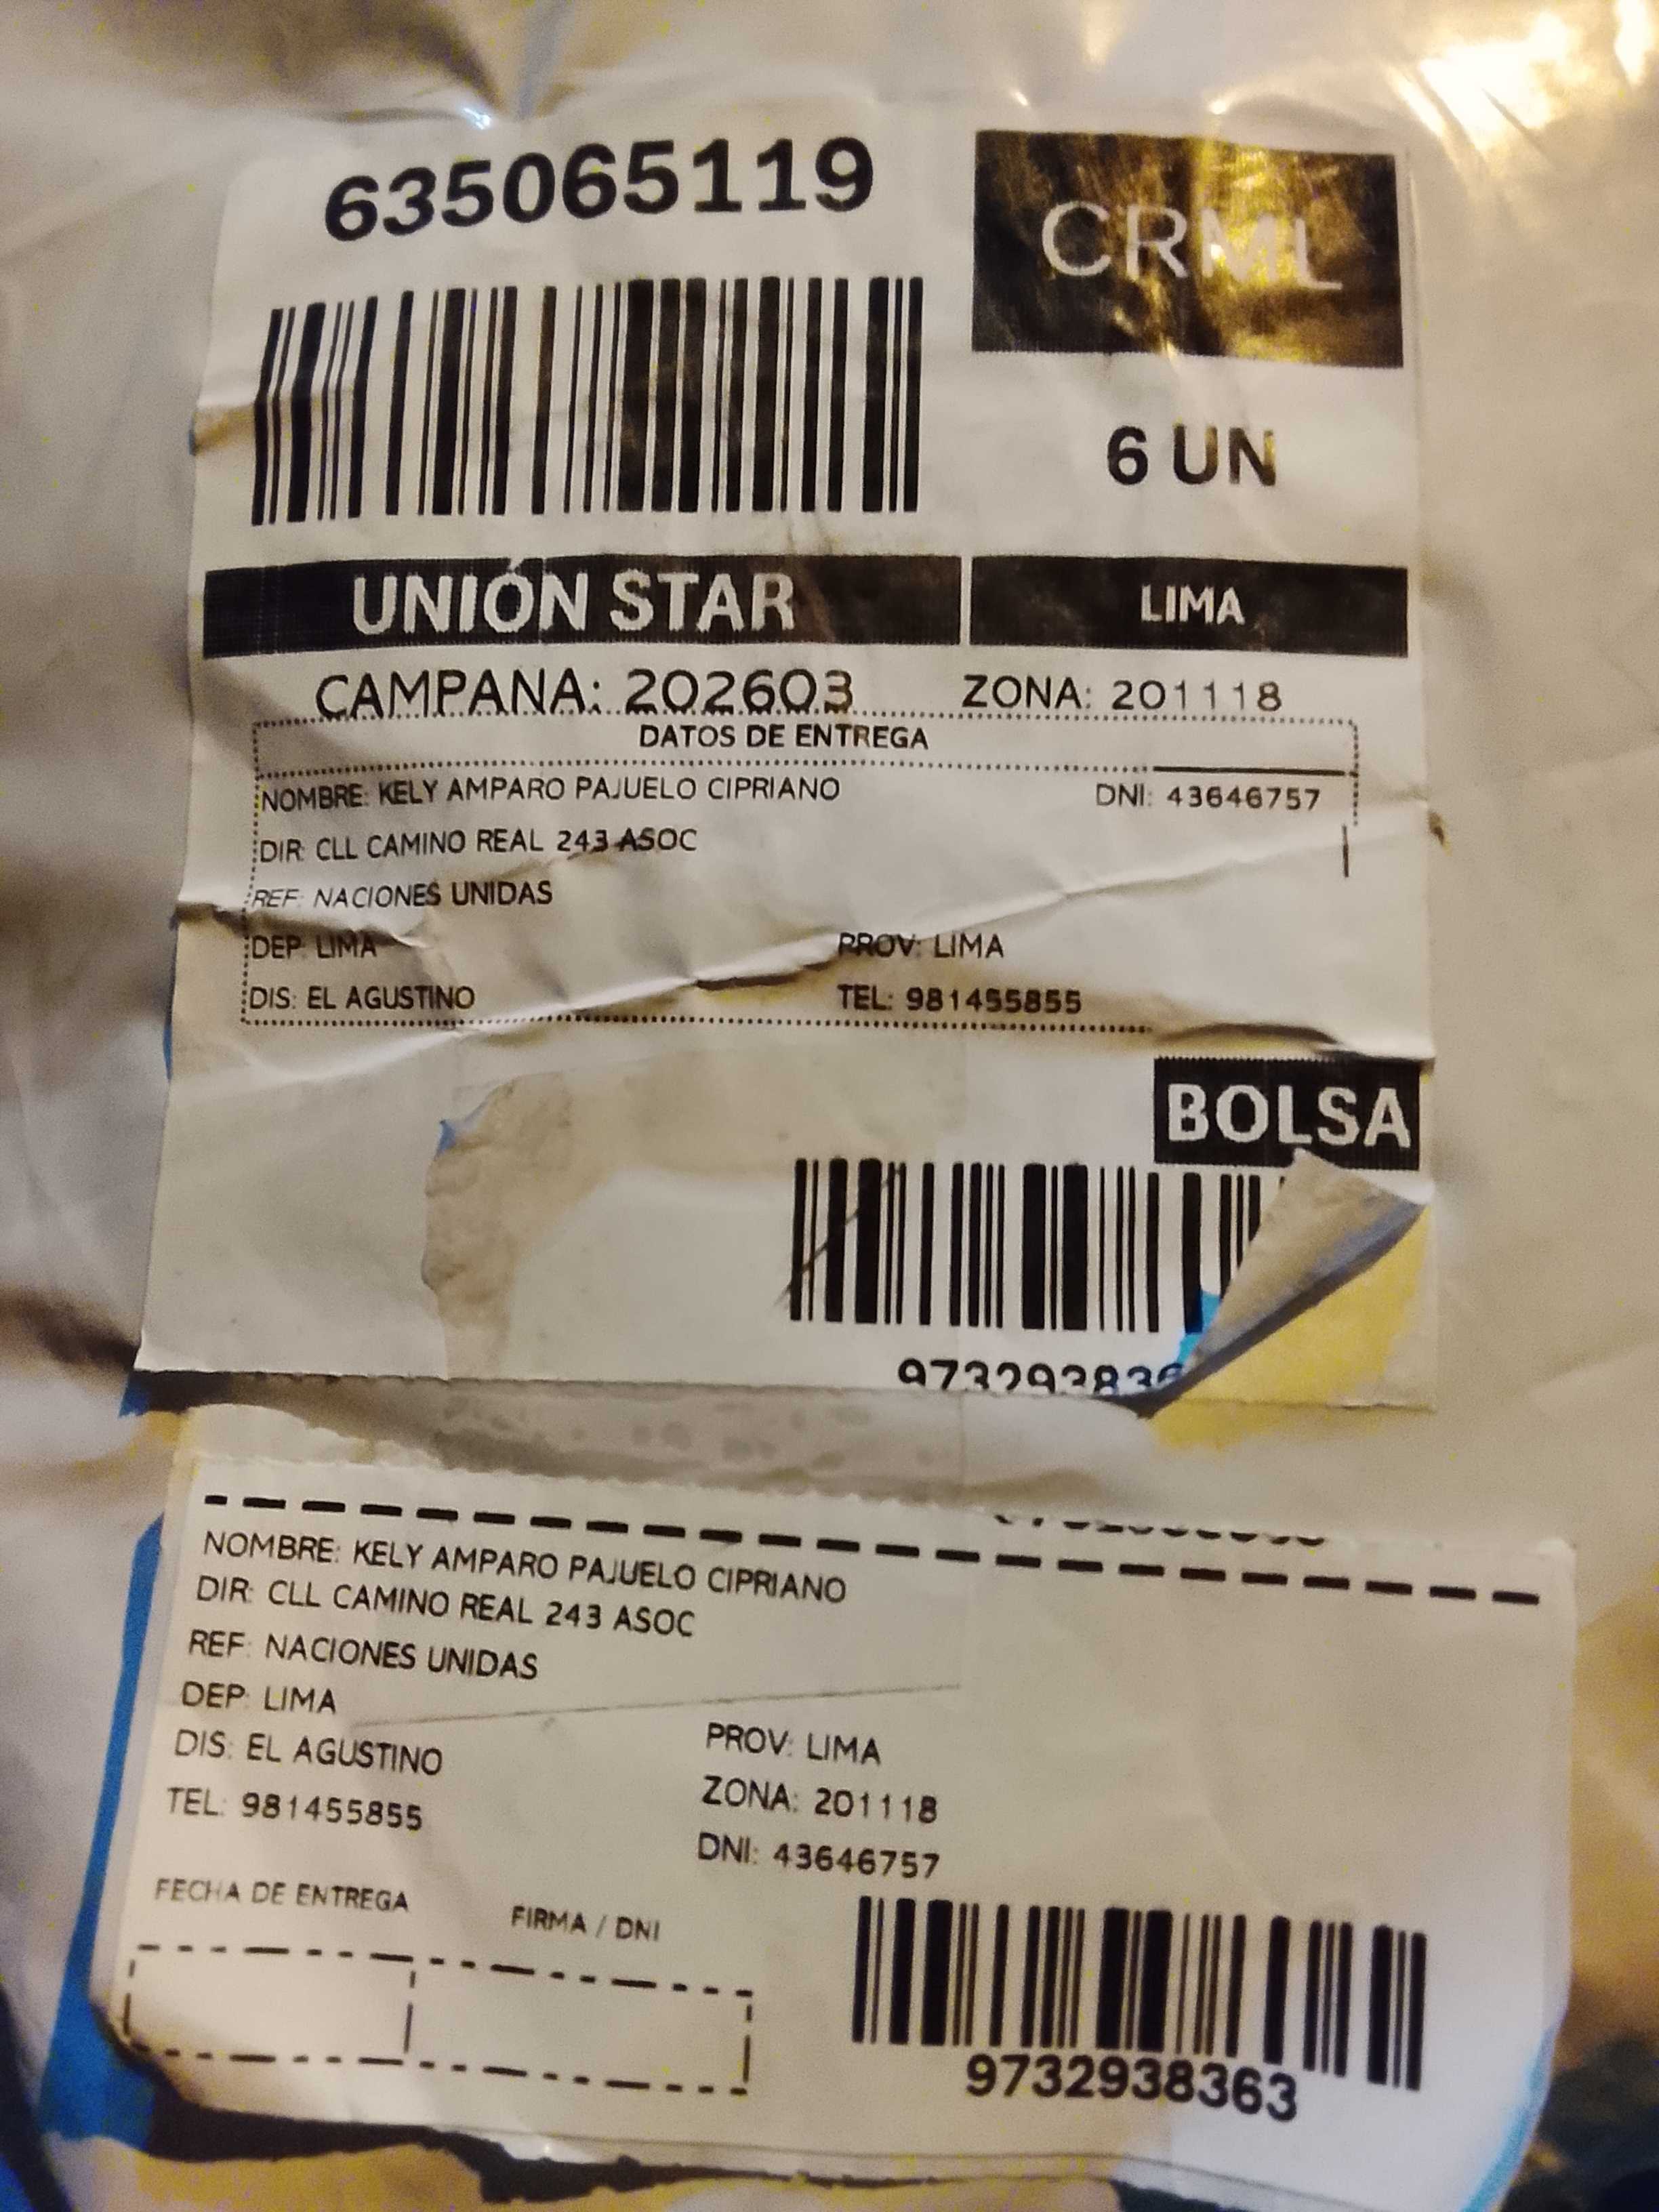 635065119
CRML
6 UN
UNIÓN STAR LIMA
CAMPANA: 202603 ZONA: 201118
DATOS DE ENTREGA
NOMBRE: KELY AMPARO PAJUELO CIPRIANO DNI: 43646757
DIR: CLL CAMINO REAL 243 ASOC
REF: NACIONES UNIDAS
DEP: LIMA PROV: LIMA
DIS: EL AGUSTINO TEL: 981455855
BOLSA
973293836
NOMBRE: KELY AMPARO PAJUELO CIPRIANO
DIR: CLL CAMINO REAL 243 ASOC
REF: NACIONES UNIDAS
DEP: LIMA PROV: LIMA
DIS: EL AGUSTINO ZONA: 201118
TEL: 981455855 DNI: 43646757
FECHA DE ENTREGA FIRMA / DNI
9732938363